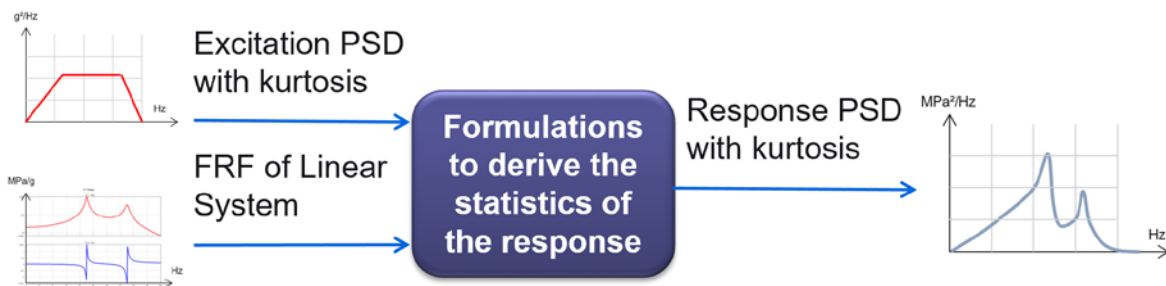 g²/Hz
Hz
Excitation PSD
with kurtosis
MPa/g
Hz
FRF of Linear
System
Formulations
to derive the
statistics of
the response
Response PSD
with kurtosis
MPa²/Hz
Hz